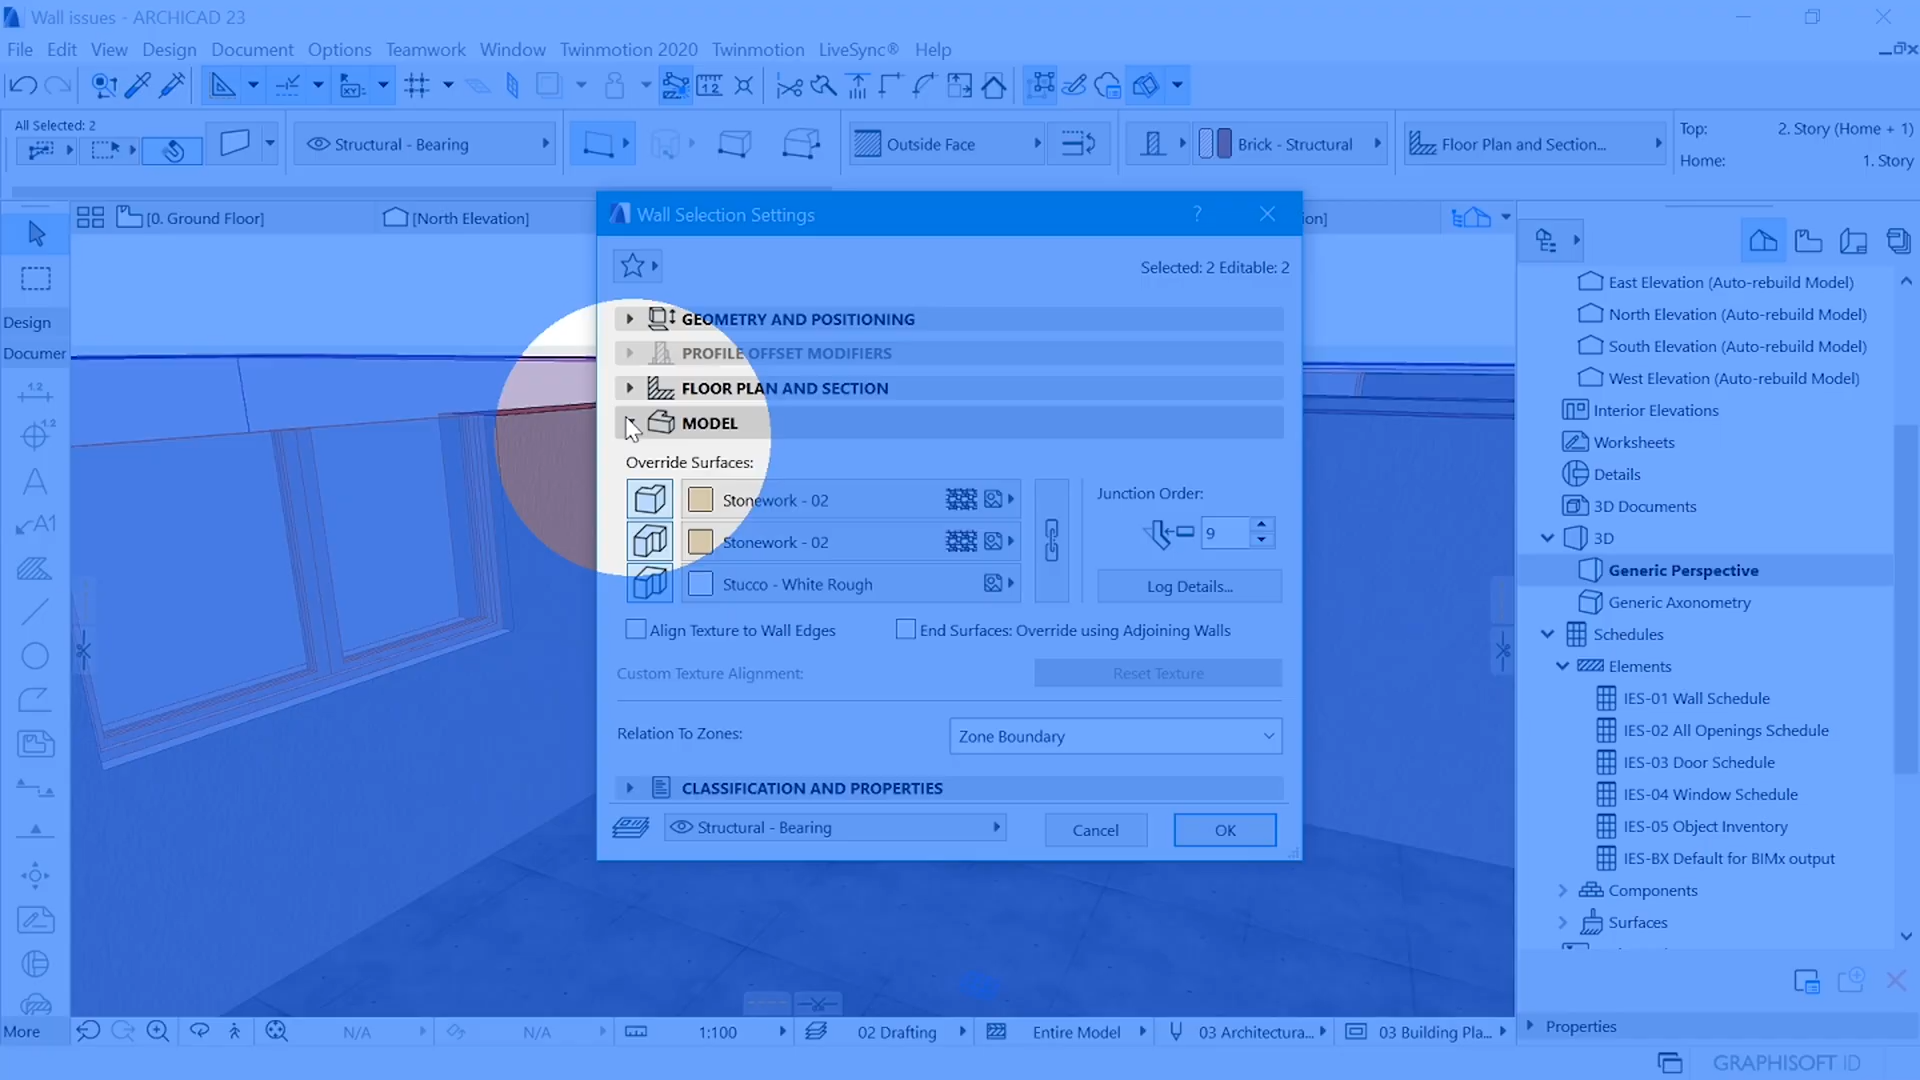 Wall issues - ARCHICAD 23
File Edit View Design Document Options Teamwork Window Twinmotion 2020 Twinmotion LiveSync® Help
All Selected: 2
Structural - Bearing
Outside Face
Brick - Structural
Floor Plan and Section...
Top: 2. Story (Home + 1)
Home: 1. Story
[0. Ground Floor]
[North Elevation]
ion]
Wall Selection Settings
?
Selected: 2 Editable: 2
GEOMETRY AND POSITIONING
PROFILE OFFSET MODIFIERS
FLOOR PLAN AND SECTION
MODEL
Override Surfaces:
Stonework - 02
Stonework - 02
Stucco - White Rough
Junction Order:
9
Log Details...
Align Texture to Wall Edges
End Surfaces: Override using Adjoining Walls
Custom Texture Alignment:
Reset Texture
Relation To Zones:
Zone Boundary
CLASSIFICATION AND PROPERTIES
Structural - Bearing
Cancel
OK
Design
Documer
1.2
1.2
A
A1
More
East Elevation (Auto-rebuild Model)
North Elevation (Auto-rebuild Model)
South Elevation (Auto-rebuild Model)
West Elevation (Auto-rebuild Model)
Interior Elevations
Worksheets
Details
3D Documents
3D
Generic Perspective
Generic Axonometry
Schedules
Elements
IES-01 Wall Schedule
IES-02 All Openings Schedule
IES-03 Door Schedule
IES-04 Window Schedule
IES-05 Object Inventory
IES-BX Default for BIMx output
Components
Surfaces
Properties
N/A
N/A
1:100
02 Drafting
Entire Model
03 Architectura...
03 Building Pla...
GRAPHISOFT ID